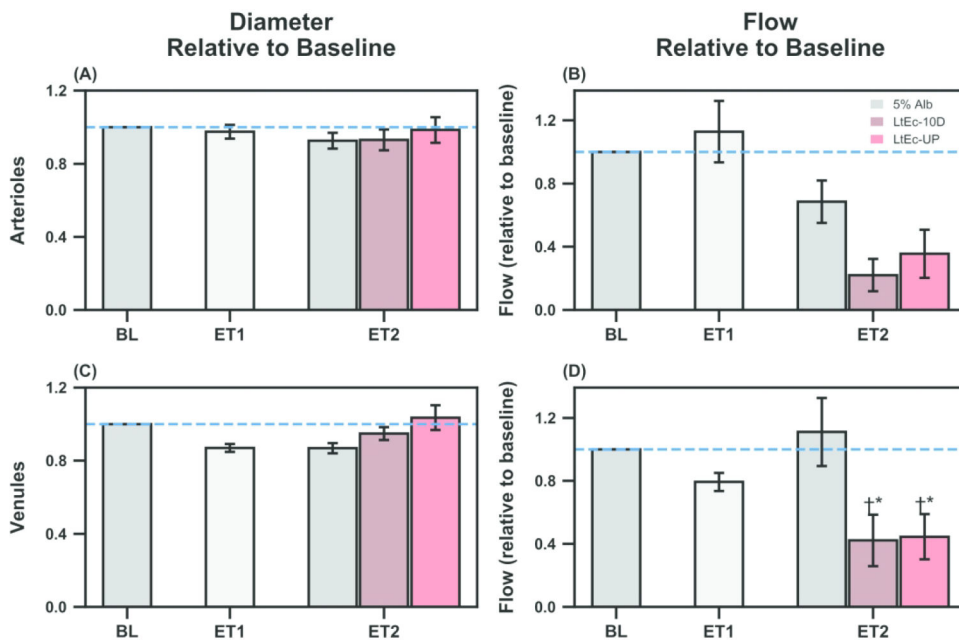 Diameter
Relative to Baseline
Flow
Relative to Baseline
(A)
Arterioles
1.2
0.8
0.4
0.0
BL
ET1
ET2
(B)
Flow (relative to baseline)
1.2
0.8
0.4
0.0
5% Alb
LtEc-10D
LtEc-UP
BL
ET1
ET2
(C)
Venules
1.2
0.8
0.4
0.0
BL
ET1
ET2
(D)
Flow (relative to baseline)
1.2
0.8
0.4
0.0
‡*
‡*
BL
ET1
ET2